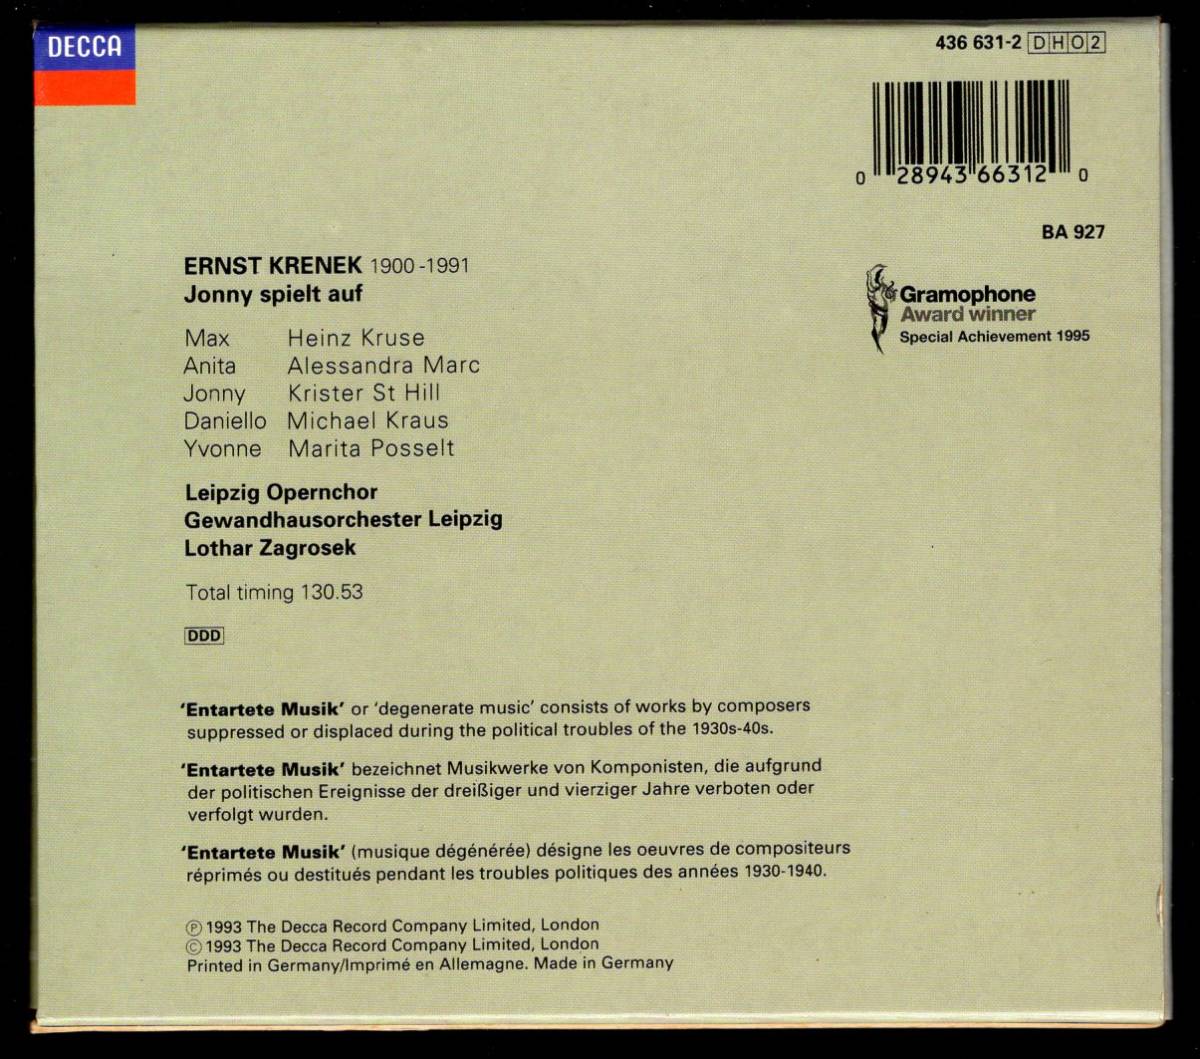 DECCA
436 631-2 DHO2
0 28943 66312 0
BA 927
Gramophone
Award winner
Special Achievement 1995
ERNST KRENEK 1900-1991
Jonny spielt auf
Max Heinz Kruse
Anita Alessandra Marc
Jonny Krister St Hill
Daniello Michael Kraus
Yvonne Marita Posselt
Leipzig Opernchor
Gewandhausorchester Leipzig
Lothar Zagrosek
Total timing 130.53
DDD
‘Entartete Musik’ or ‘degenerate music’ consists of works by composers
suppressed or displaced during the political troubles of the 1930s-40s.
‘Entartete Musik’ bezeichnet Musikwerke von Komponisten, die aufgrund
der politischen Ereignisse der dreißiger und vierziger Jahre verboten oder
verfolgt wurden.
‘Entartete Musik’ (musique dégénérée) désigne les oeuvres de compositeurs
réprimés ou destitués pendant les troubles politiques des années 1930-1940.
℗ 1993 The Decca Record Company Limited, London
© 1993 The Decca Record Company Limited, London
Printed in Germany/Imprimé en Allemagne. Made in Germany